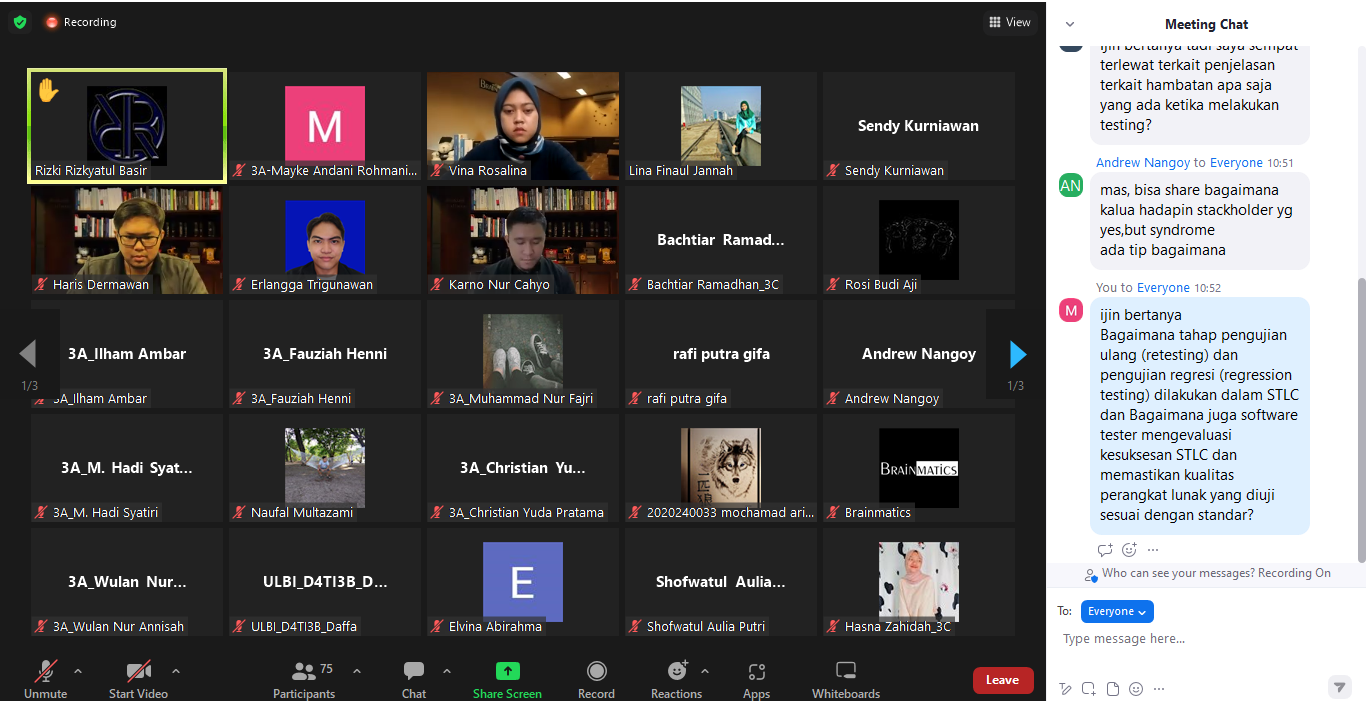 Recording
View
Rizki Rizkyatul Basir
M
3A-Mayke Andani Rohmani...
Vina Rosalina
Lina Finaul Jannah
Sendy Kurniawan
Sendy Kurniawan
Haris Dermawan
Erlangga Trigunawan
Karno Nur Cahyo
Bachtiar Ramad...
Bachtiar Ramadhan_3C
Rosi Budi Aji
1/3
3A_Ilham Ambar
3A_Ilham Ambar
3A_Fauziah Henni
3A_Fauziah Henni
3A_Muhammad Nur Fajri
rafi putra gifa
rafi putra gifa
Andrew Nangoy
Andrew Nangoy
1/3
3A_M. Hadi Syat...
3A_M. Hadi Syatiri
Naufal Multazami
3A_Christian Yu...
3A_Christian Yuda Pratama
2020240033 mochamad ari...
BRAINMATICS
Brainmatics
3A_Wulan Nur...
3A_Wulan Nur Annisah
ULBI_D4TI3B_D...
ULBI_D4TI3B_Daffa
E
Elvina Abirahma
Shofwatul Aulia...
Shofwatul Aulia Putri
Hasna Zahidah_3C
Unmute
Start Video
75
Participants
Chat
Share Screen
Record
Reactions
Apps
Whiteboards
Leave
Meeting Chat
ijin bertanya tadi saya sempat
terlewat terkait penjelasan
terkait hambatan apa saja
yang ada ketika melakukan
testing?
Andrew Nangoy to Everyone 10:51
AN
mas, bisa share bagaimana
kalua hadapin stackholder yg
yes,but syndrome
ada tip bagaimana
You to Everyone 10:52
M
ijin bertanya
Bagaimana tahap pengujian
ulang (retesting) dan
pengujian regresi (regression
testing) dilakukan dalam STLC
dan Bagaimana juga software
tester mengevaluasi
kesuksesan STLC dan
memastikan kualitas
perangkat lunak yang diuji
sesuai dengan standar?
Who can see your messages? Recording On
To: Everyone
Type message here...